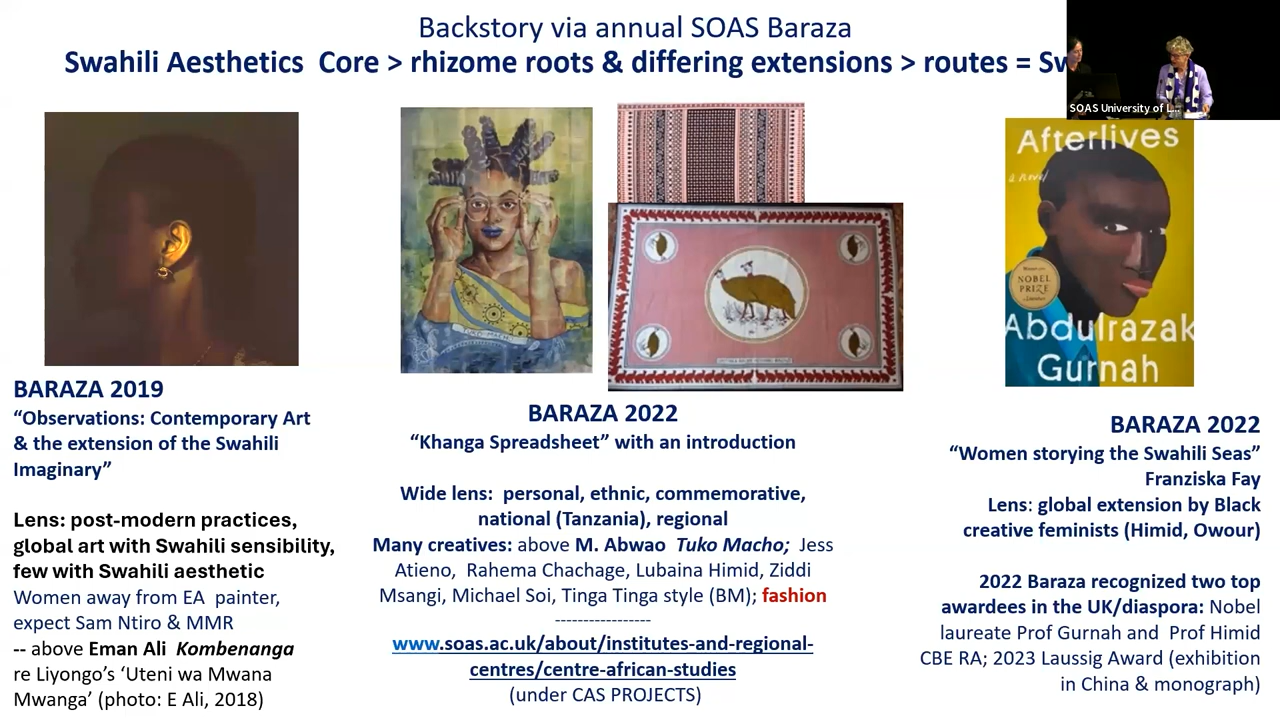 Backstory via annual SOAS Baraza
Swahili Aesthetics Core > rhizome roots & differing extensions > routes = Sw
SOAS University of L...
Afterlives
a novel
NOBEL
PRIZE
Abdulrazak
Gurnah
TUKO MACHO
BARAZA 2019
“Observations: Contemporary Art
& the extension of the Swahili
Imaginary”
Lens: post-modern practices,
global art with Swahili sensibility,
few with Swahili aesthetic
Women away from EA painter,
expect Sam Ntiro & MMR
-- above Eman Ali Kombenanga
re Liyongo’s ‘Uteni wa Mwana
Mwanga’ (photo: E Ali, 2018)
BARAZA 2022
“Khanga Spreadsheet” with an introduction
Wide lens: personal, ethnic, commemorative,
national (Tanzania), regional
Many creatives: above M. Abwao Tuko Macho; Jess
Atieno, Rahema Chachage, Lubaina Himid, Ziddi
Msangi, Michael Soi, Tinga Tinga style (BM); fashion
-----------------
www.soas.ac.uk/about/institutes-and-regional-
centres/centre-african-studies
(under CAS PROJECTS)
BARAZA 2022
“Women storying the Swahili Seas”
Franziska Fay
Lens: global extension by Black
creative feminists (Himid, Owour)
2022 Baraza recognized two top
awardees in the UK/diaspora: Nobel
laureate Prof Gurnah and Prof Himid
CBE RA; 2023 Laussig Award (exhibition
in China & monograph)